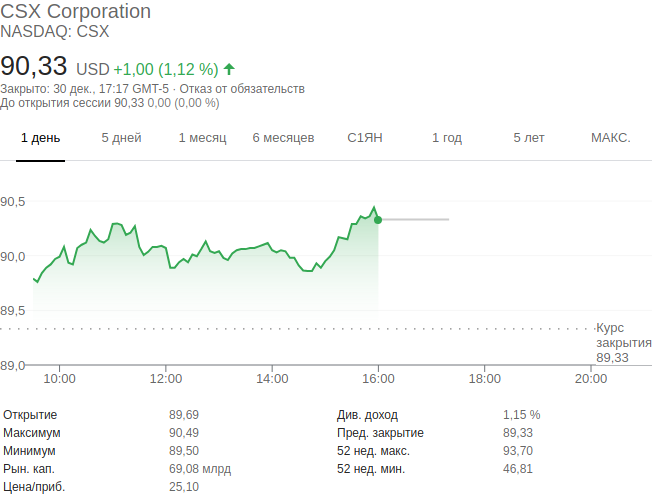 CSX Corporation
NASDAQ: CSX
90,33 USD +1,00 (1,12 %)
Закрыто: 30 дек., 17:17 GMT-5 · Отказ от обязательств
До открытия сессии 90,33 0,00 (0,00 %)
1 день 5 дней 1 месяц 6 месяцев С1ЯН 1 год 5 лет МАКС.
90,5
90,0
89,5
Курс
закрытия
89,33
89,0
10:00 12:00 14:00 16:00 18:00 20:00
Открытие 89,69 Див. доход 1,15 %
Максимум 90,49 Пред. закрытие 89,33
Минимум 89,50 52 нед. макс. 93,70
Рын. кап. 69,08 млрд 52 нед. мин. 46,81
Цена/приб. 25,10